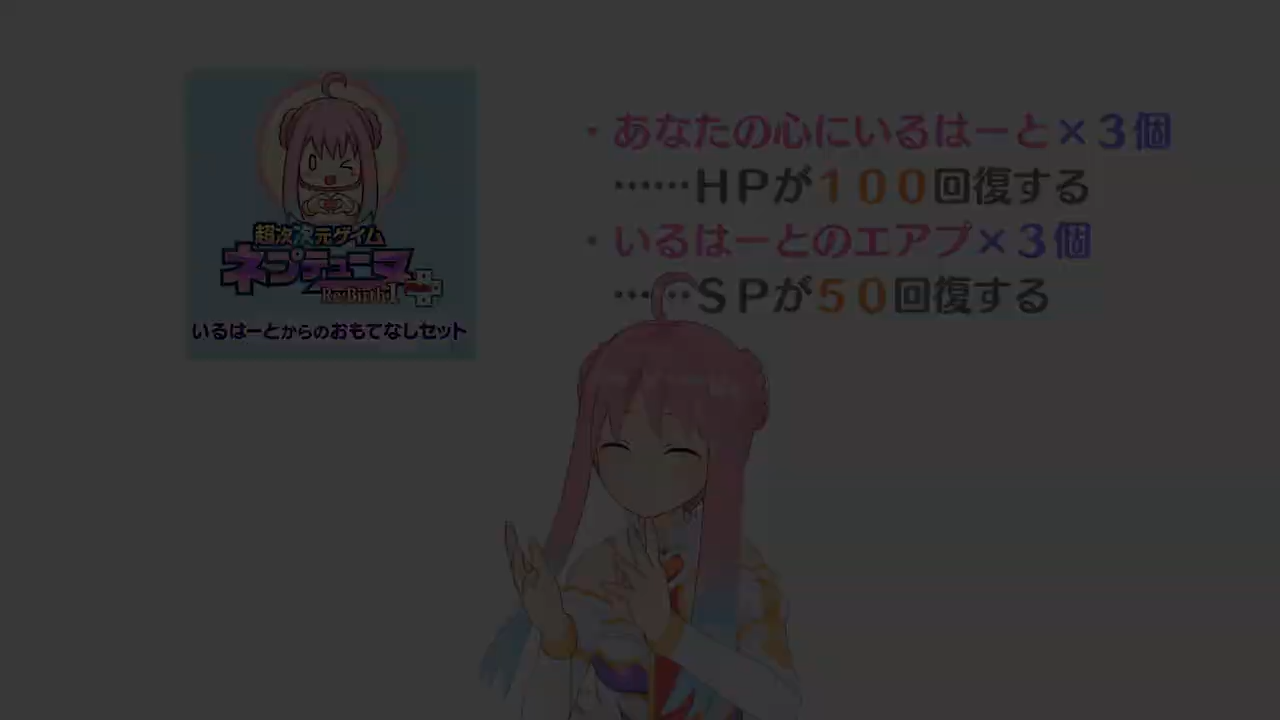 超次次元ゲイム
ネプテューヌ
Re;Birth1
いるはーとからのおもてなしセット
・あなたの心にいるはーと×３個
……ＨＰが１００回復する
・いるはーとのエアプ×３個
……ＳＰが５０回復する